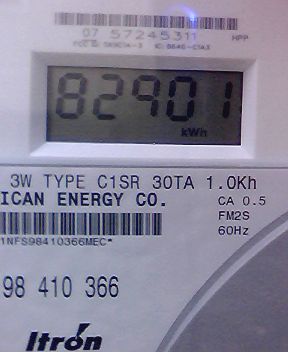 07 57245311 HPP
82901
kWh
3W TYPE C1SR 30TA 1.0Kh
ICAN ENERGY CO.
CA 0.5
FM2S
60Hz
1NFS98410366MEC*
98 410 366
Itron